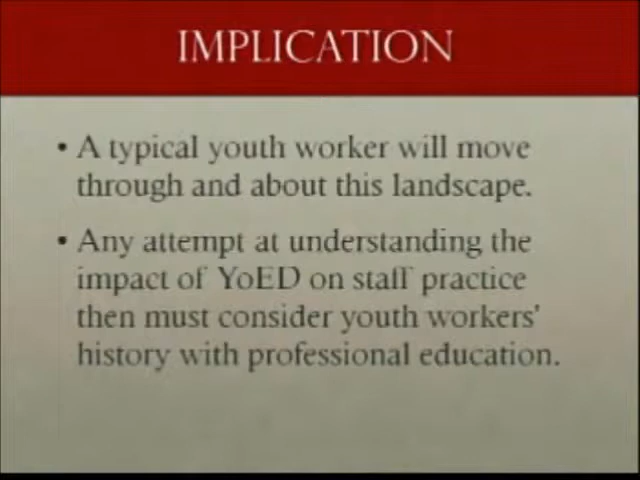 IMPLICATION
• A typical youth worker will move
through and about this landscape.
• Any attempt at understanding the
impact of YoED on staff practice
then must consider youth workers'
history with professional education.